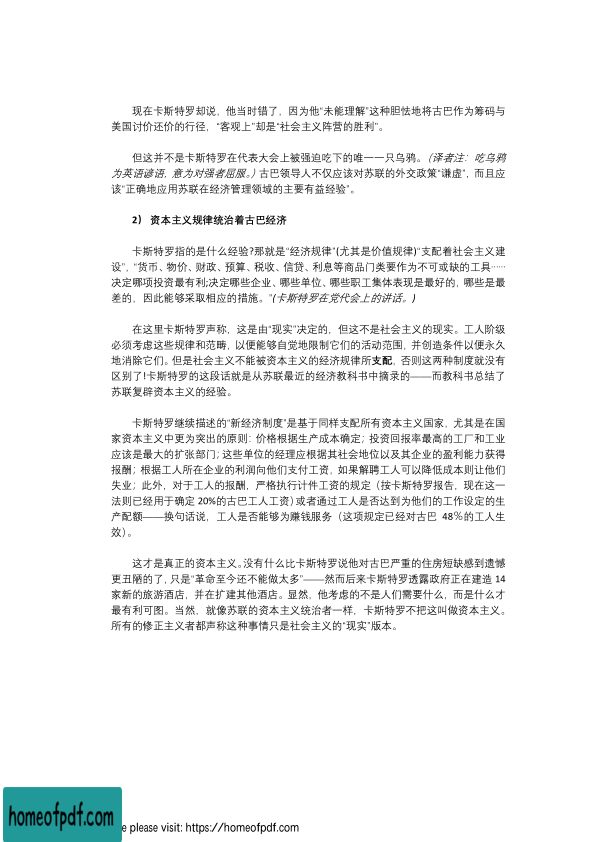 现在卡斯特罗却说，他当时错了，因为他“未能理解”这种胆怯地将古巴作为筹码与
美国讨价还价的行径，“客观上”却是“社会主义阵营的胜利”。
但这并不是卡斯特罗在代表大会上被强迫吃下的唯一一只乌鸦。（译者注：吃乌鸦
为英语谚语，意为对强者屈服。）古巴领导人不仅应该对苏联的外交政策“谦虚”，而且应
该“正确地应用苏联在经济管理领域的主要有益经验”。
2） 资本主义规律统治着古巴经济
卡斯特罗指的是什么经验?那就是“经济规律”(尤其是价值规律)“支配着社会主义建
设”，“货币、物价、财政、预算、税收、信贷、利息等商品门类要作为不可或缺的工具……
决定哪项投资最有利;决定哪些企业、哪些单位、哪些职工集体表现是最好的，哪些是最
差的，因此能够采取相应的措施。”(卡斯特罗在党代会上的讲话。)
在这里卡斯特罗声称，这是由“现实”决定的，但这不是社会主义的现实。工人阶级
必须考虑这些规律和范畴，以便能够自觉地限制它们的活动范围，并创造条件以便永久
地消除它们。但是社会主义不能被资本主义的经济规律所支配，否则这两种制度就没有
区别了!卡斯特罗的这段话就是从苏联最近的经济教科书中摘录的——而教科书总结了
苏联复辟资本主义的经验。
卡斯特罗继续描述的“新经济制度”是基于同样支配所有资本主义国家，尤其是在国
家资本主义中更为突出的原则：价格根据生产成本确定；投资回报率最高的工厂和工业
应该是最大的扩张部门；这些单位的经理应根据其社会地位以及其企业的盈利能力获得
报酬；根据工人所在企业的利润向他们支付工资，如果解聘工人可以降低成本则让他们
失业；此外，对于工人的报酬，严格执行计件工资的规定（按卡斯特罗报告，现在这一
法则已经用于确定 20%的古巴工人工资）或者通过工人是否达到为他们的工作设定的生
产配额——换句话说，工人是否能够为赚钱服务（这项规定已经对古巴 48%的工人生
效）。
这才是真正的资本主义。没有什么比卡斯特罗说他对古巴严重的住房短缺感到遗憾
更丑陋的了，只是“革命至今还不能做太多”——然而后来卡斯特罗透露政府正在建造 14
家新的旅游酒店，并在扩建其他酒店。显然，他考虑的不是人们需要什么，而是什么才
最有利可图。当然，就像苏联的资本主义统治者一样，卡斯特罗不把这叫做资本主义。
所有的修正主义者都声称这种事情只是社会主义的“现实”版本。
homeofpdf.com
please visit: https://homeofpdf.com